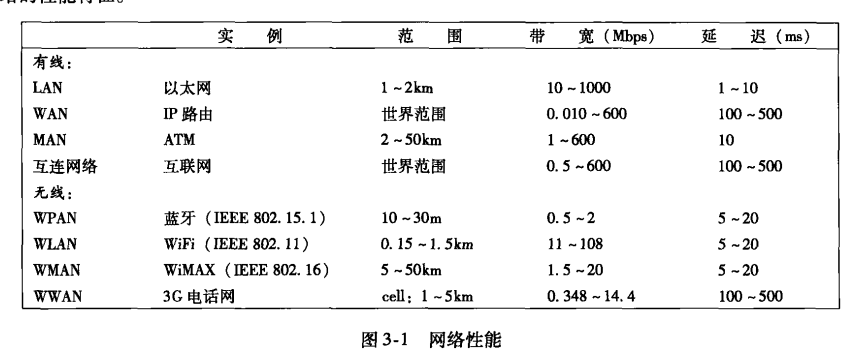 络的性能特征。
实 例 范 围 带 宽(Mbps) 延 迟(ms)
有线:
LAN 以太网 1~2km 10~1000 1~10
WAN IP路由 世界范围 0.010~600 100~500
MAN ATM 2~50km 1~600 10
互连网络 互联网 世界范围 0.5~600 100~500
无线:
WPAN 蓝牙(IEEE 802.15.1) 10~30m 0.5~2 5~20
WLAN WiFi(IEEE 802.11) 0.15~1.5km 11~108 5~20
WMAN WiMAX(IEEE 802.16) 5~50km 1.5~20 5~20
WWAN 3G电话网 cell:1~5km 0.348~14.4 100~500
图3-1 网络性能